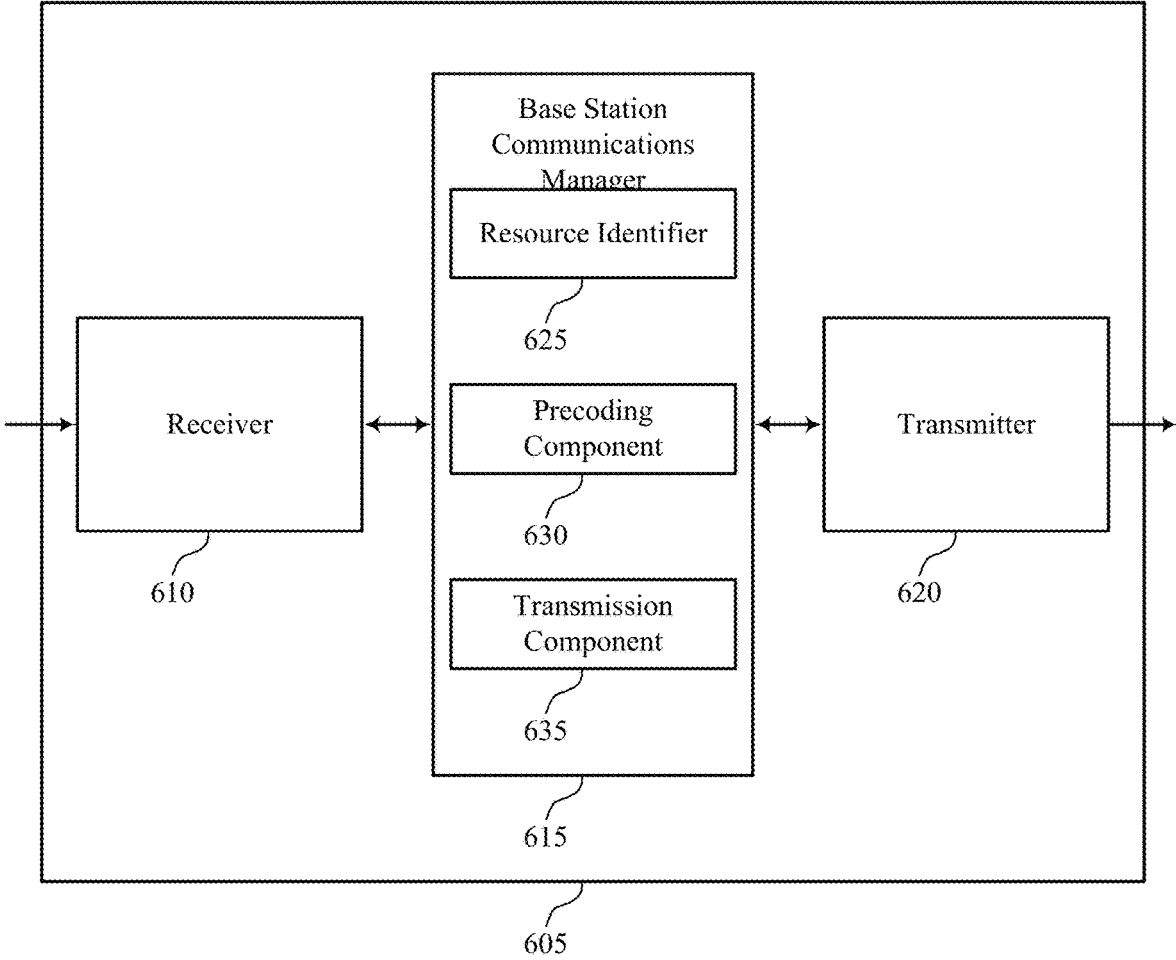 Base Station
Communications
Manager
Resource Identifier
625
Receiver
610
Precoding
Component
630
Transmitter
620
Transmission
Component
635
615
605